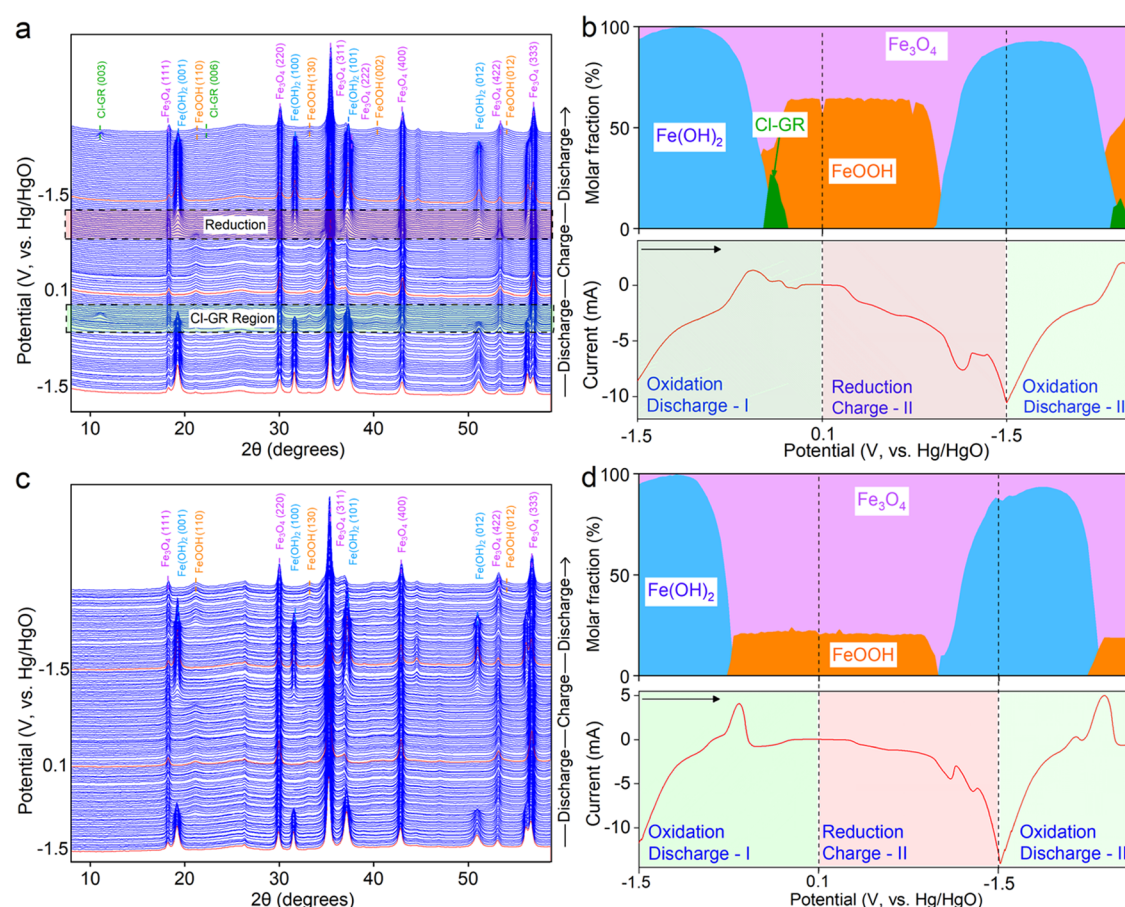 a
Cl-GR (003)
Fe₃O₄ (111)
Fe(OH)₂ (001)
FeOOH (110)
Cl-GR (006)
Fe₃O₄ (220)
Fe(OH)₂ (100)
FeOOH (130)
Fe₃O₄ (311)
Fe(OH)₂ (101)
Fe₃O₄ (222)
FeOOH (002)
Fe₃O₄ (400)
Fe(OH)₂ (012)
Fe₃O₄ (422)
FeOOH (012)
Fe₃O₄ (333)
Potential (V, vs. Hg/HgO)
-1.5
0.1
-1.5
Reduction
Cl-GR Region
Discharge — Charge — Discharge
10 20 30 40 50
2θ (degrees)
b
Molar fraction (%)
100
50
0
Fe₃O₄
Cl-GR
Fe(OH)₂
FeOOH
Current (mA)
0
-5
-10
Oxidation
Discharge - I
Reduction
Charge - II
Oxidation
Discharge - II
-1.5 0.1 -1.5
Potential (V, vs. Hg/HgO)
c
Fe₃O₄ (111)
Fe(OH)₂ (001)
FeOOH (110)
Fe₃O₄ (220)
Fe(OH)₂ (100)
FeOOH (130)
Fe₃O₄ (311)
Fe(OH)₂ (101)
Fe₃O₄ (400)
Fe(OH)₂ (012)
Fe₃O₄ (422)
FeOOH (012)
Fe₃O₄ (333)
Potential (V, vs. Hg/HgO)
-1.5
0.1
-1.5
Discharge — Charge — Discharge
10 20 30 40 50
2θ (degrees)
d
Molar fraction (%)
100
50
0
Fe₃O₄
Fe(OH)₂
FeOOH
Current (mA)
5
0
-5
-10
Oxidation
Discharge - I
Reduction
Charge - II
Oxidation
Discharge - II
-1.5 0.1 -1.5
Potential (V, vs. Hg/HgO)